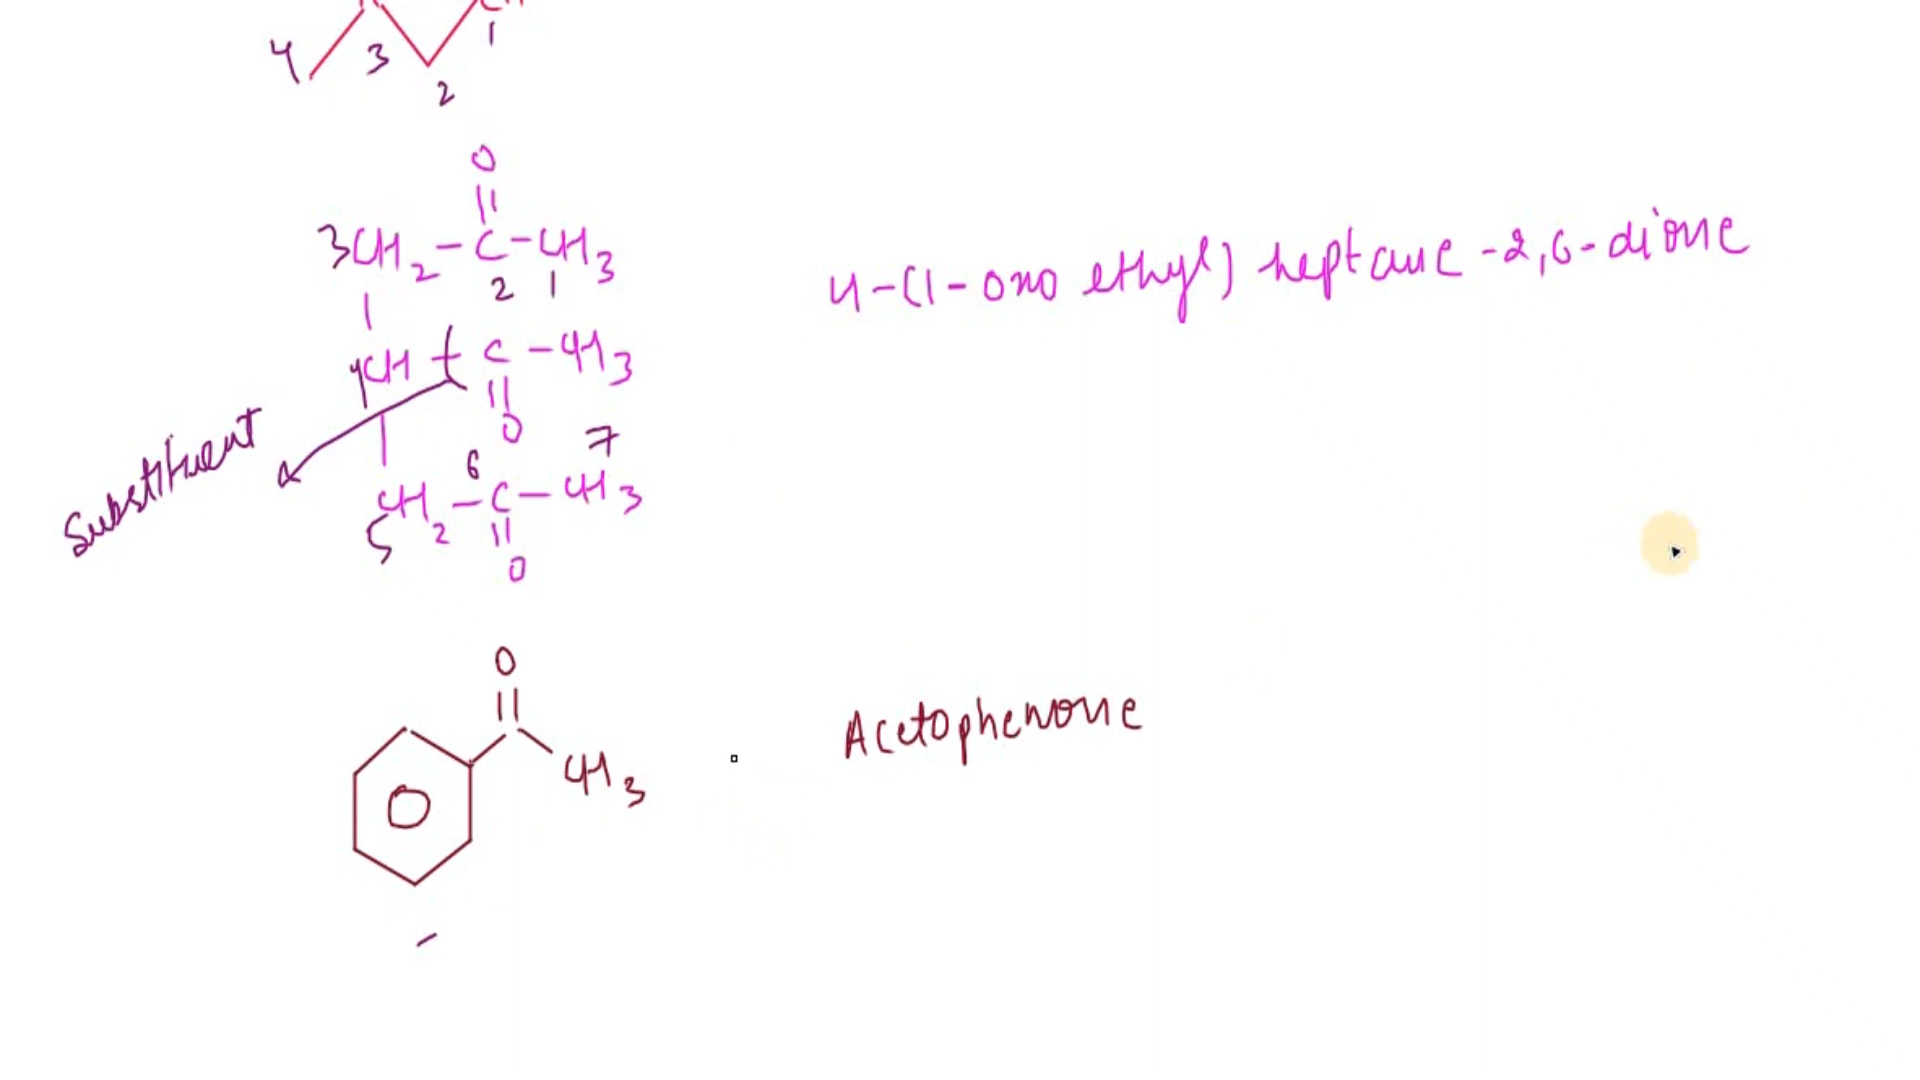 4 3 2 1
O
3CH2 - C - CH3
2 1
4CH - C - CH3
O
7
6
CH2 - C - CH3
5
O
Substituent
4-(1-oxo ethyl) heptane-2,6-dione
O
CH3
Acetophenone